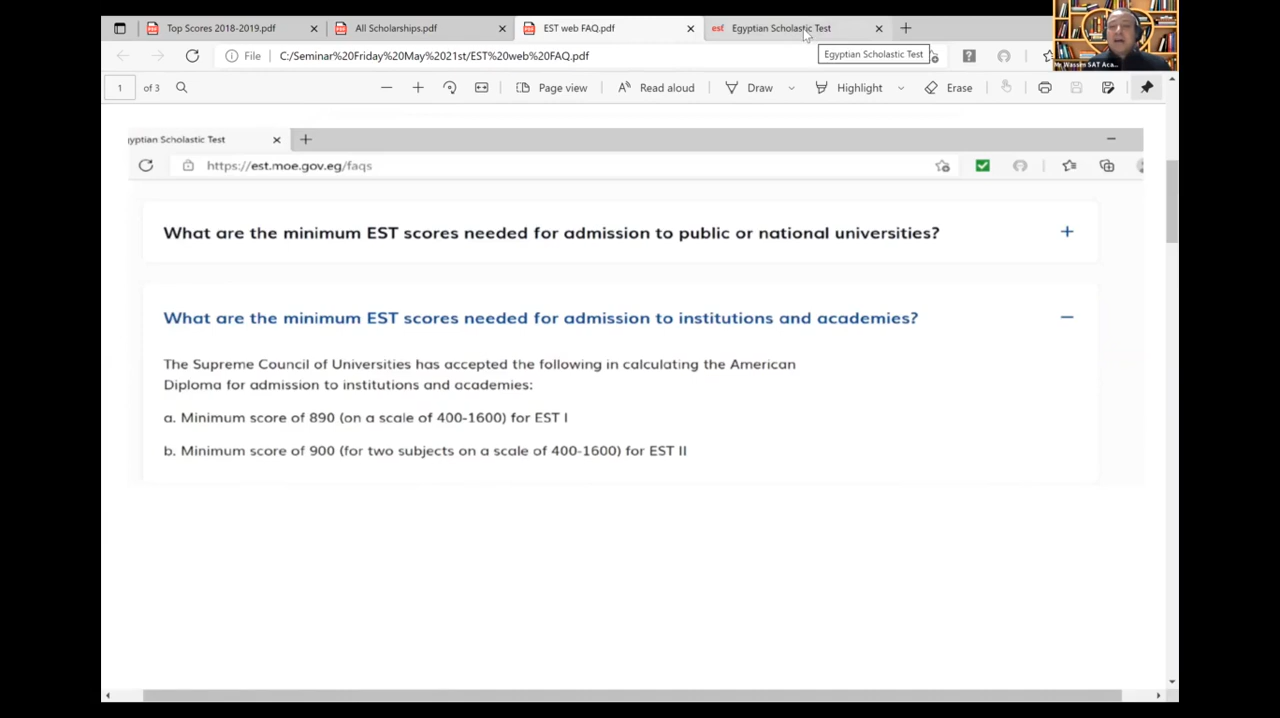 Top Scores 2018-2019.pdf
All Scholarships.pdf
EST web FAQ.pdf
est Egyptian Scholastic Test
File C:/Seminar%20Friday%20May%2021st/EST%20web%20FAQ.pdf
Egyptian Scholastic Test
1 of 3
Page view
Read aloud
Draw
Highlight
Erase
yptian Scholastic Test
https://est.moe.gov.eg/faqs
What are the minimum EST scores needed for admission to public or national universities?
What are the minimum EST scores needed for admission to institutions and academies?
The Supreme Council of Universities has accepted the following in calculating the American
Diploma for admission to institutions and academies:
a. Minimum score of 890 (on a scale of 400-1600) for EST I
b. Minimum score of 900 (for two subjects on a scale of 400-1600) for EST II